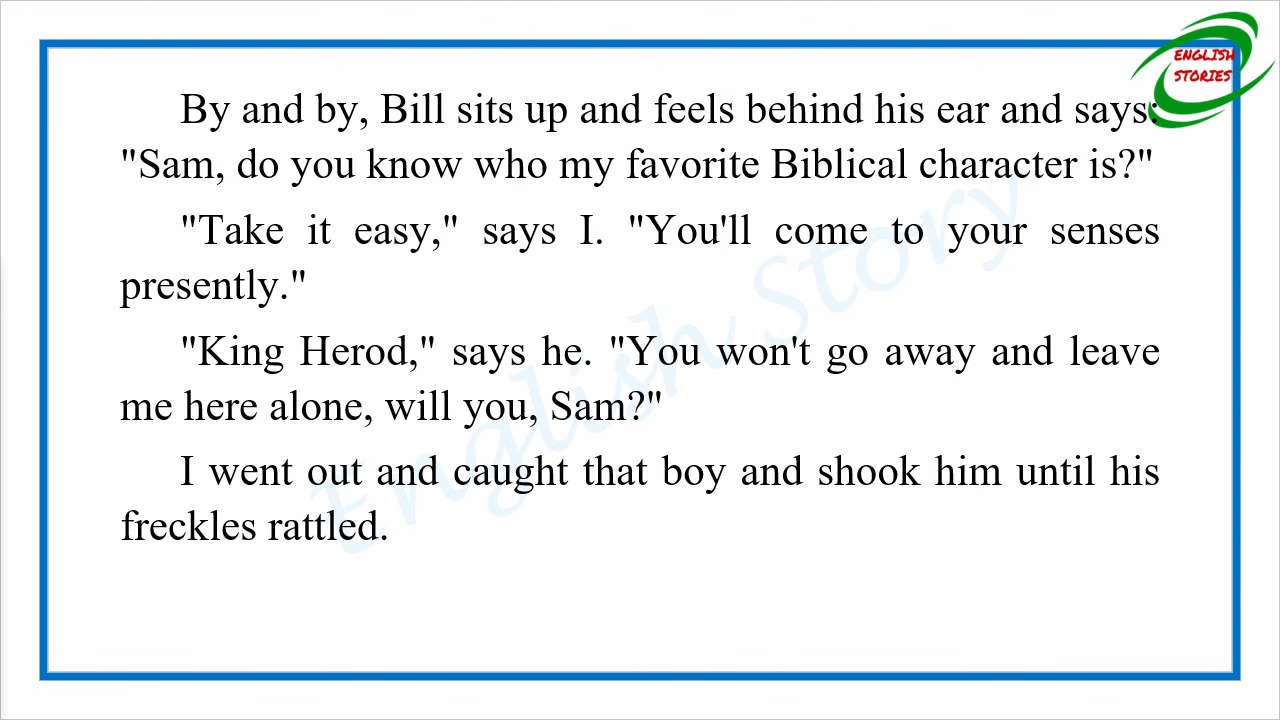 ENGLISH
STORIES
By and by, Bill sits up and feels behind his ear and says:
"Sam, do you know who my favorite Biblical character is?"
"Take it easy," says I. "You'll come to your senses
presently."
"King Herod," says he. "You won't go away and leave
me here alone, will you, Sam?"
I went out and caught that boy and shook him until his
freckles rattled.
English Story